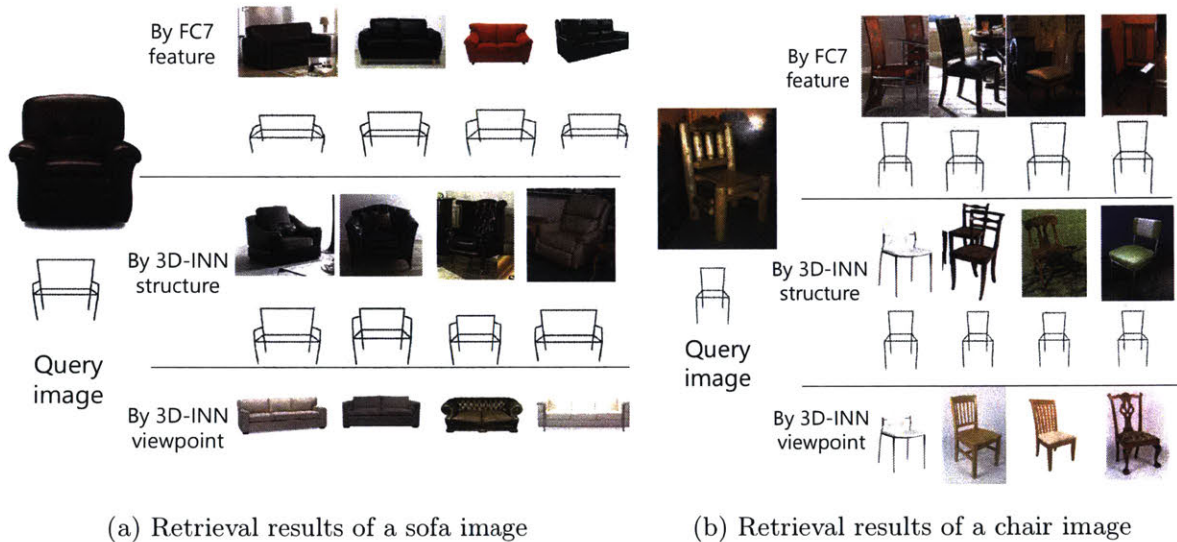 By FC7
feature
By 3D-INN
structure
Query
image
By 3D-INN
viewpoint
(a) Retrieval results of a sofa image
By FC7
feature
By 3D-INN
structure
Query
image
By 3D-INN
viewpoint
(b) Retrieval results of a chair image